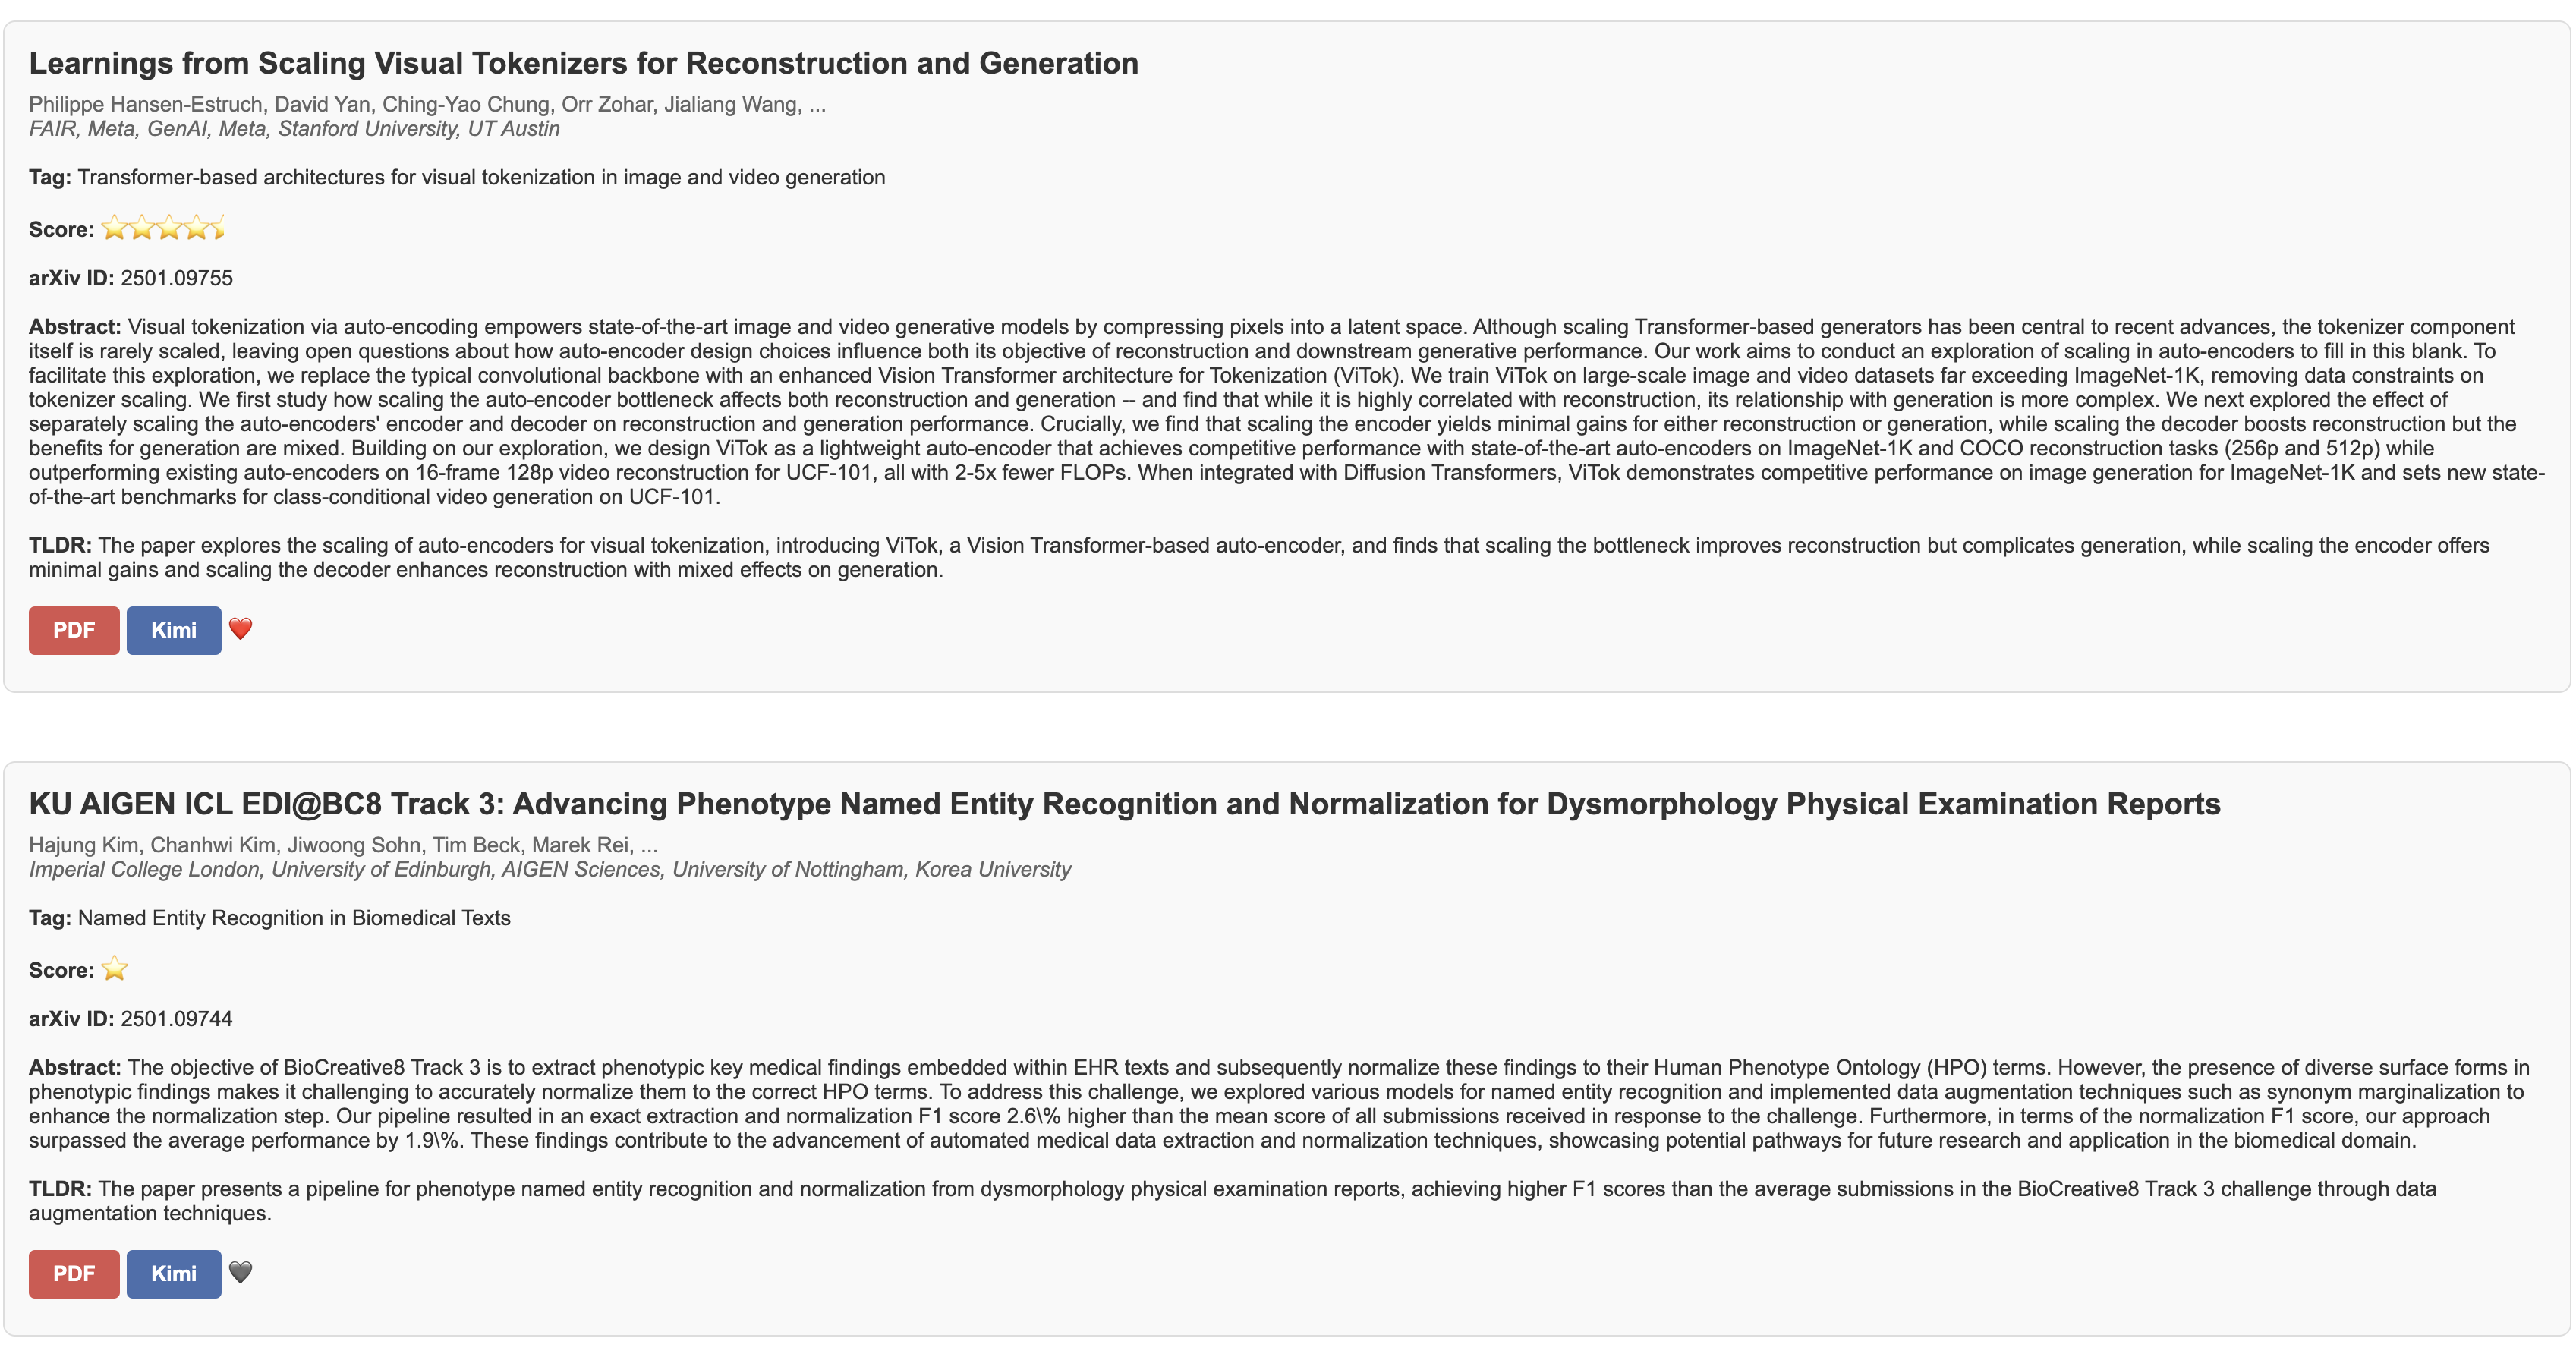 Learnings from Scaling Visual Tokenizers for Reconstruction and Generation
Philippe Hansen-Estruch, David Yan, Ching-Yao Chung, Orr Zohar, Jialiang Wang, ...
FAIR, Meta, GenAI, Meta, Stanford University, UT Austin
Tag: Transformer-based architectures for visual tokenization in image and video generation
Score: ⭐⭐⭐⭐
arXiv ID: 2501.09755
Abstract: Visual tokenization via auto-encoding empowers state-of-the-art image and video generative models by compressing pixels into a latent space. Although scaling Transformer-based generators has been central to recent advances, the tokenizer component
itself is rarely scaled, leaving open questions about how auto-encoder design choices influence both its objective of reconstruction and downstream generative performance. Our work aims to conduct an exploration of scaling in auto-encoders to fill in this blank. To
facilitate this exploration, we replace the typical convolutional backbone with an enhanced Vision Transformer architecture for Tokenization (ViTok). We train ViTok on large-scale image and video datasets far exceeding ImageNet-1K, removing data constraints on
tokenizer scaling. We first study how scaling the auto-encoder bottleneck affects both reconstruction and generation -- and find that while it is highly correlated with reconstruction, its relationship with generation is more complex. We next explored the effect of
separately scaling the auto-encoders' encoder and decoder on reconstruction and generation performance. Crucially, we find that scaling the encoder yields minimal gains for either reconstruction or generation, while scaling the decoder boosts reconstruction but the
benefits for generation are mixed. Building on our exploration, we design ViTok as a lightweight auto-encoder that achieves competitive performance with state-of-the-art auto-encoders on ImageNet-1K and COCO reconstruction tasks (256p and 512p) while
outperforming existing auto-encoders on 16-frame 128p video reconstruction for UCF-101, all with 2-5x fewer FLOPs. When integrated with Diffusion Transformers, ViTok demonstrates competitive performance on image generation for ImageNet-1K and sets new state-
of-the-art benchmarks for class-conditional video generation on UCF-101.
TLDR: The paper explores the scaling of auto-encoders for visual tokenization, introducing ViTok, a Vision Transformer-based auto-encoder, and finds that scaling the bottleneck improves reconstruction but complicates generation, while scaling the encoder offers
minimal gains and scaling the decoder enhances reconstruction with mixed effects on generation.
PDF Kimi ❤️
KU AIGEN ICL EDI@BC8 Track 3: Advancing Phenotype Named Entity Recognition and Normalization for Dysmorphology Physical Examination Reports
Hajung Kim, Chanhwi Kim, Jiwoong Sohn, Tim Beck, Marek Rei, ...
Imperial College London, University of Edinburgh, AIGEN Sciences, University of Nottingham, Korea University
Tag: Named Entity Recognition in Biomedical Texts
Score: ⭐
arXiv ID: 2501.09744
Abstract: The objective of BioCreative8 Track 3 is to extract phenotypic key medical findings embedded within EHR texts and subsequently normalize these findings to their Human Phenotype Ontology (HPO) terms. However, the presence of diverse surface forms in
phenotypic findings makes it challenging to accurately normalize them to the correct HPO terms. To address this challenge, we explored various models for named entity recognition and implemented data augmentation techniques such as synonym marginalization to
enhance the normalization step. Our pipeline resulted in an exact extraction and normalization F1 score 2.6\% higher than the mean score of all submissions received in response to the challenge. Furthermore, in terms of the normalization F1 score, our approach
surpassed the average performance by 1.9\%. These findings contribute to the advancement of automated medical data extraction and normalization techniques, showcasing potential pathways for future research and application in the biomedical domain.
TLDR: The paper presents a pipeline for phenotype named entity recognition and normalization from dysmorphology physical examination reports, achieving higher F1 scores than the average submissions in the BioCreative8 Track 3 challenge through data
augmentation techniques.
PDF Kimi 🖤